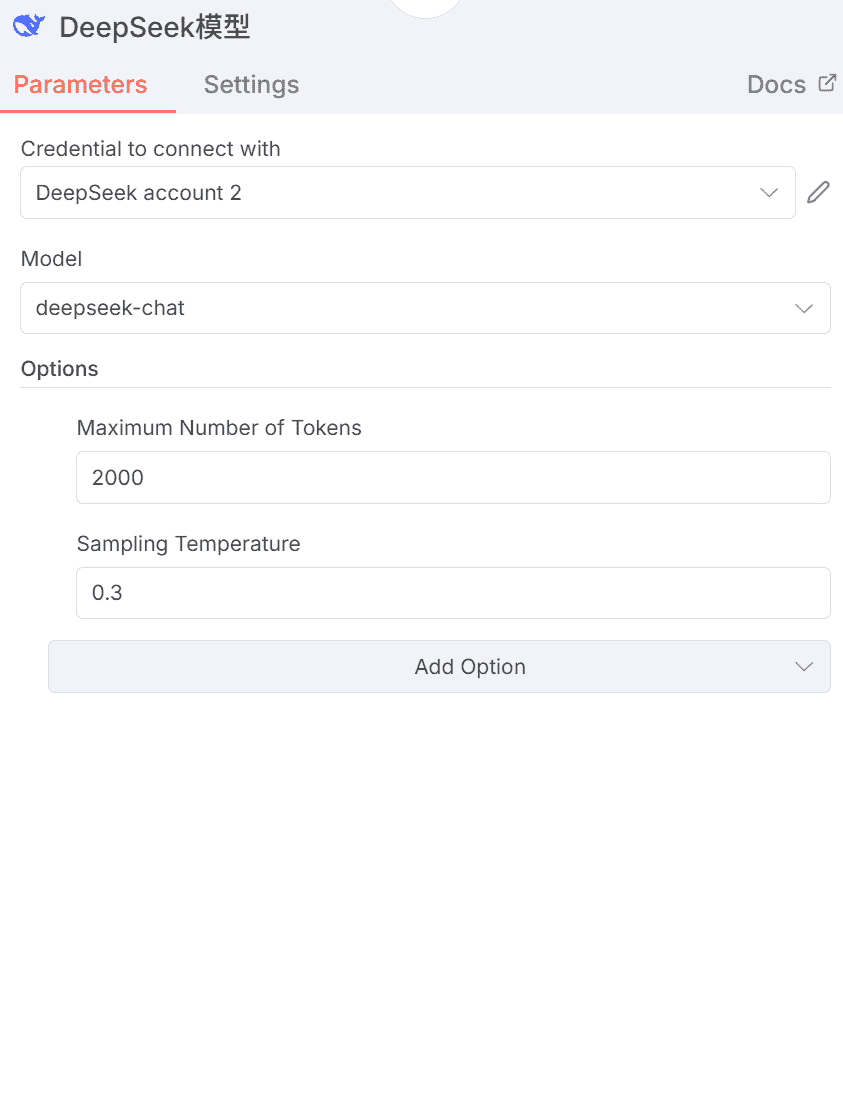 DeepSeek模型
Parameters Settings Docs
Credential to connect with
DeepSeek account 2
Model
deepseek-chat
Options
Maximum Number of Tokens
2000
Sampling Temperature
0.3
Add Option